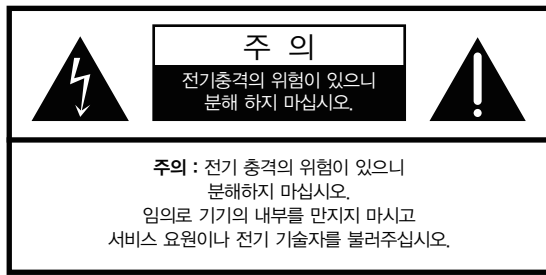 주 의
전기충격의 위험이 있으니
분해 하지 마십시오.
주의 : 전기 충격의 위험이 있으니
분해하지 마십시오.
임의로 기기의 내부를 만지지 마시고
서비스 요원이나 전기 기술자를 불러주십시오.